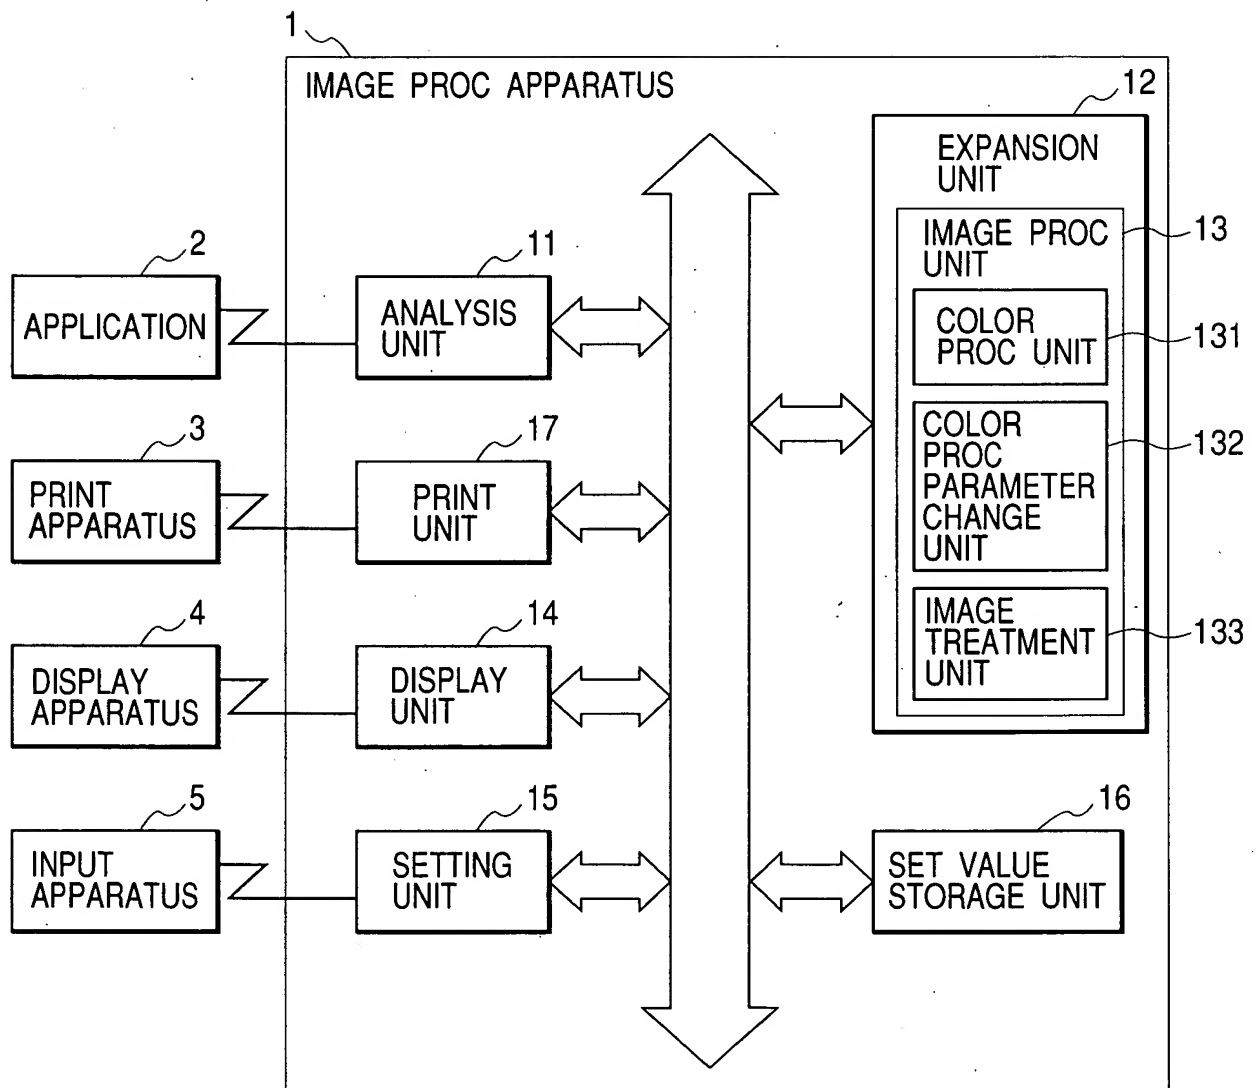 1
IMAGE PROC APPARATUS
12
EXPANSION
UNIT
13
IMAGE PROC
UNIT
2
11
APPLICATION
ANALYSIS
UNIT
COLOR
PROC UNIT
131
3
17
PRINT
APPARATUS
PRINT
UNIT
COLOR
PROC
PARAMETER
CHANGE
UNIT
132
4
14
DISPLAY
APPARATUS
DISPLAY
UNIT
IMAGE
TREATMENT
UNIT
133
5
15
16
INPUT
APPARATUS
SETTING
UNIT
SET VALUE
STORAGE UNIT